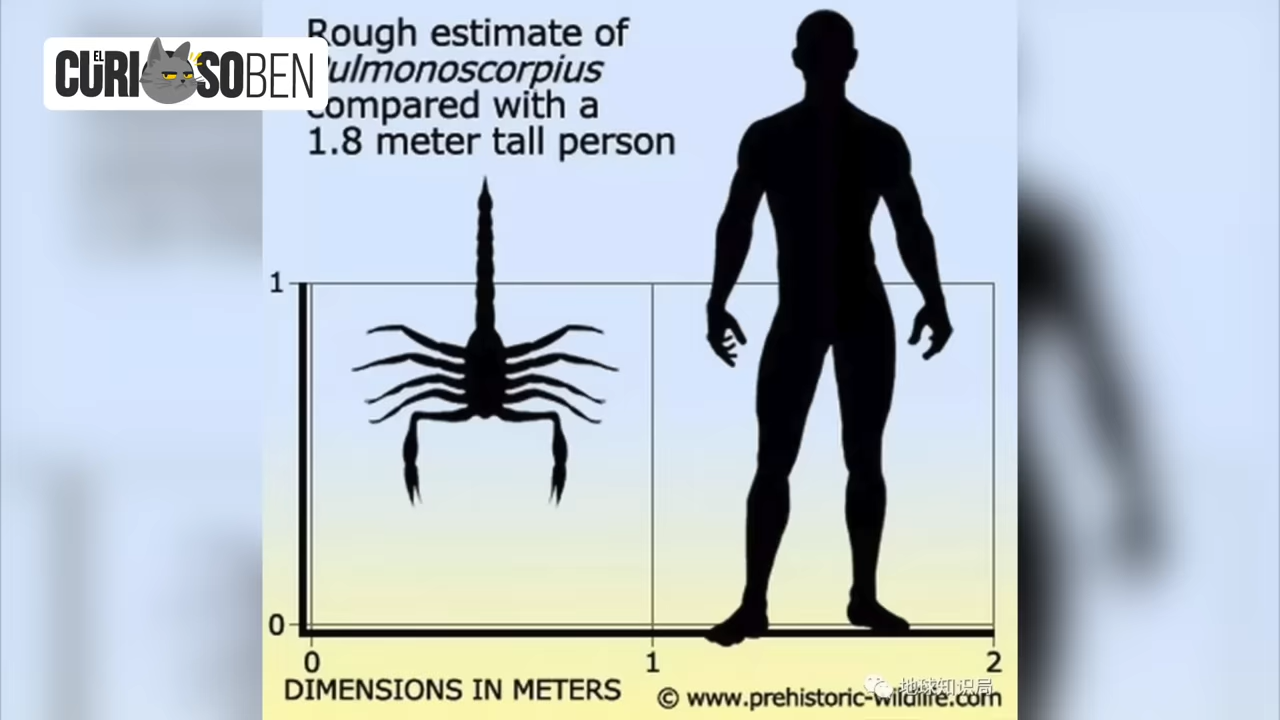 Rough estimate of
ulmonoscorpius
compared with a
1.8 meter tall person
EL
CURIOSOBEN
1
0
0
1
2
DIMENSIONS IN METERS
© www.prehistoric-wildlife.com
地球知识局